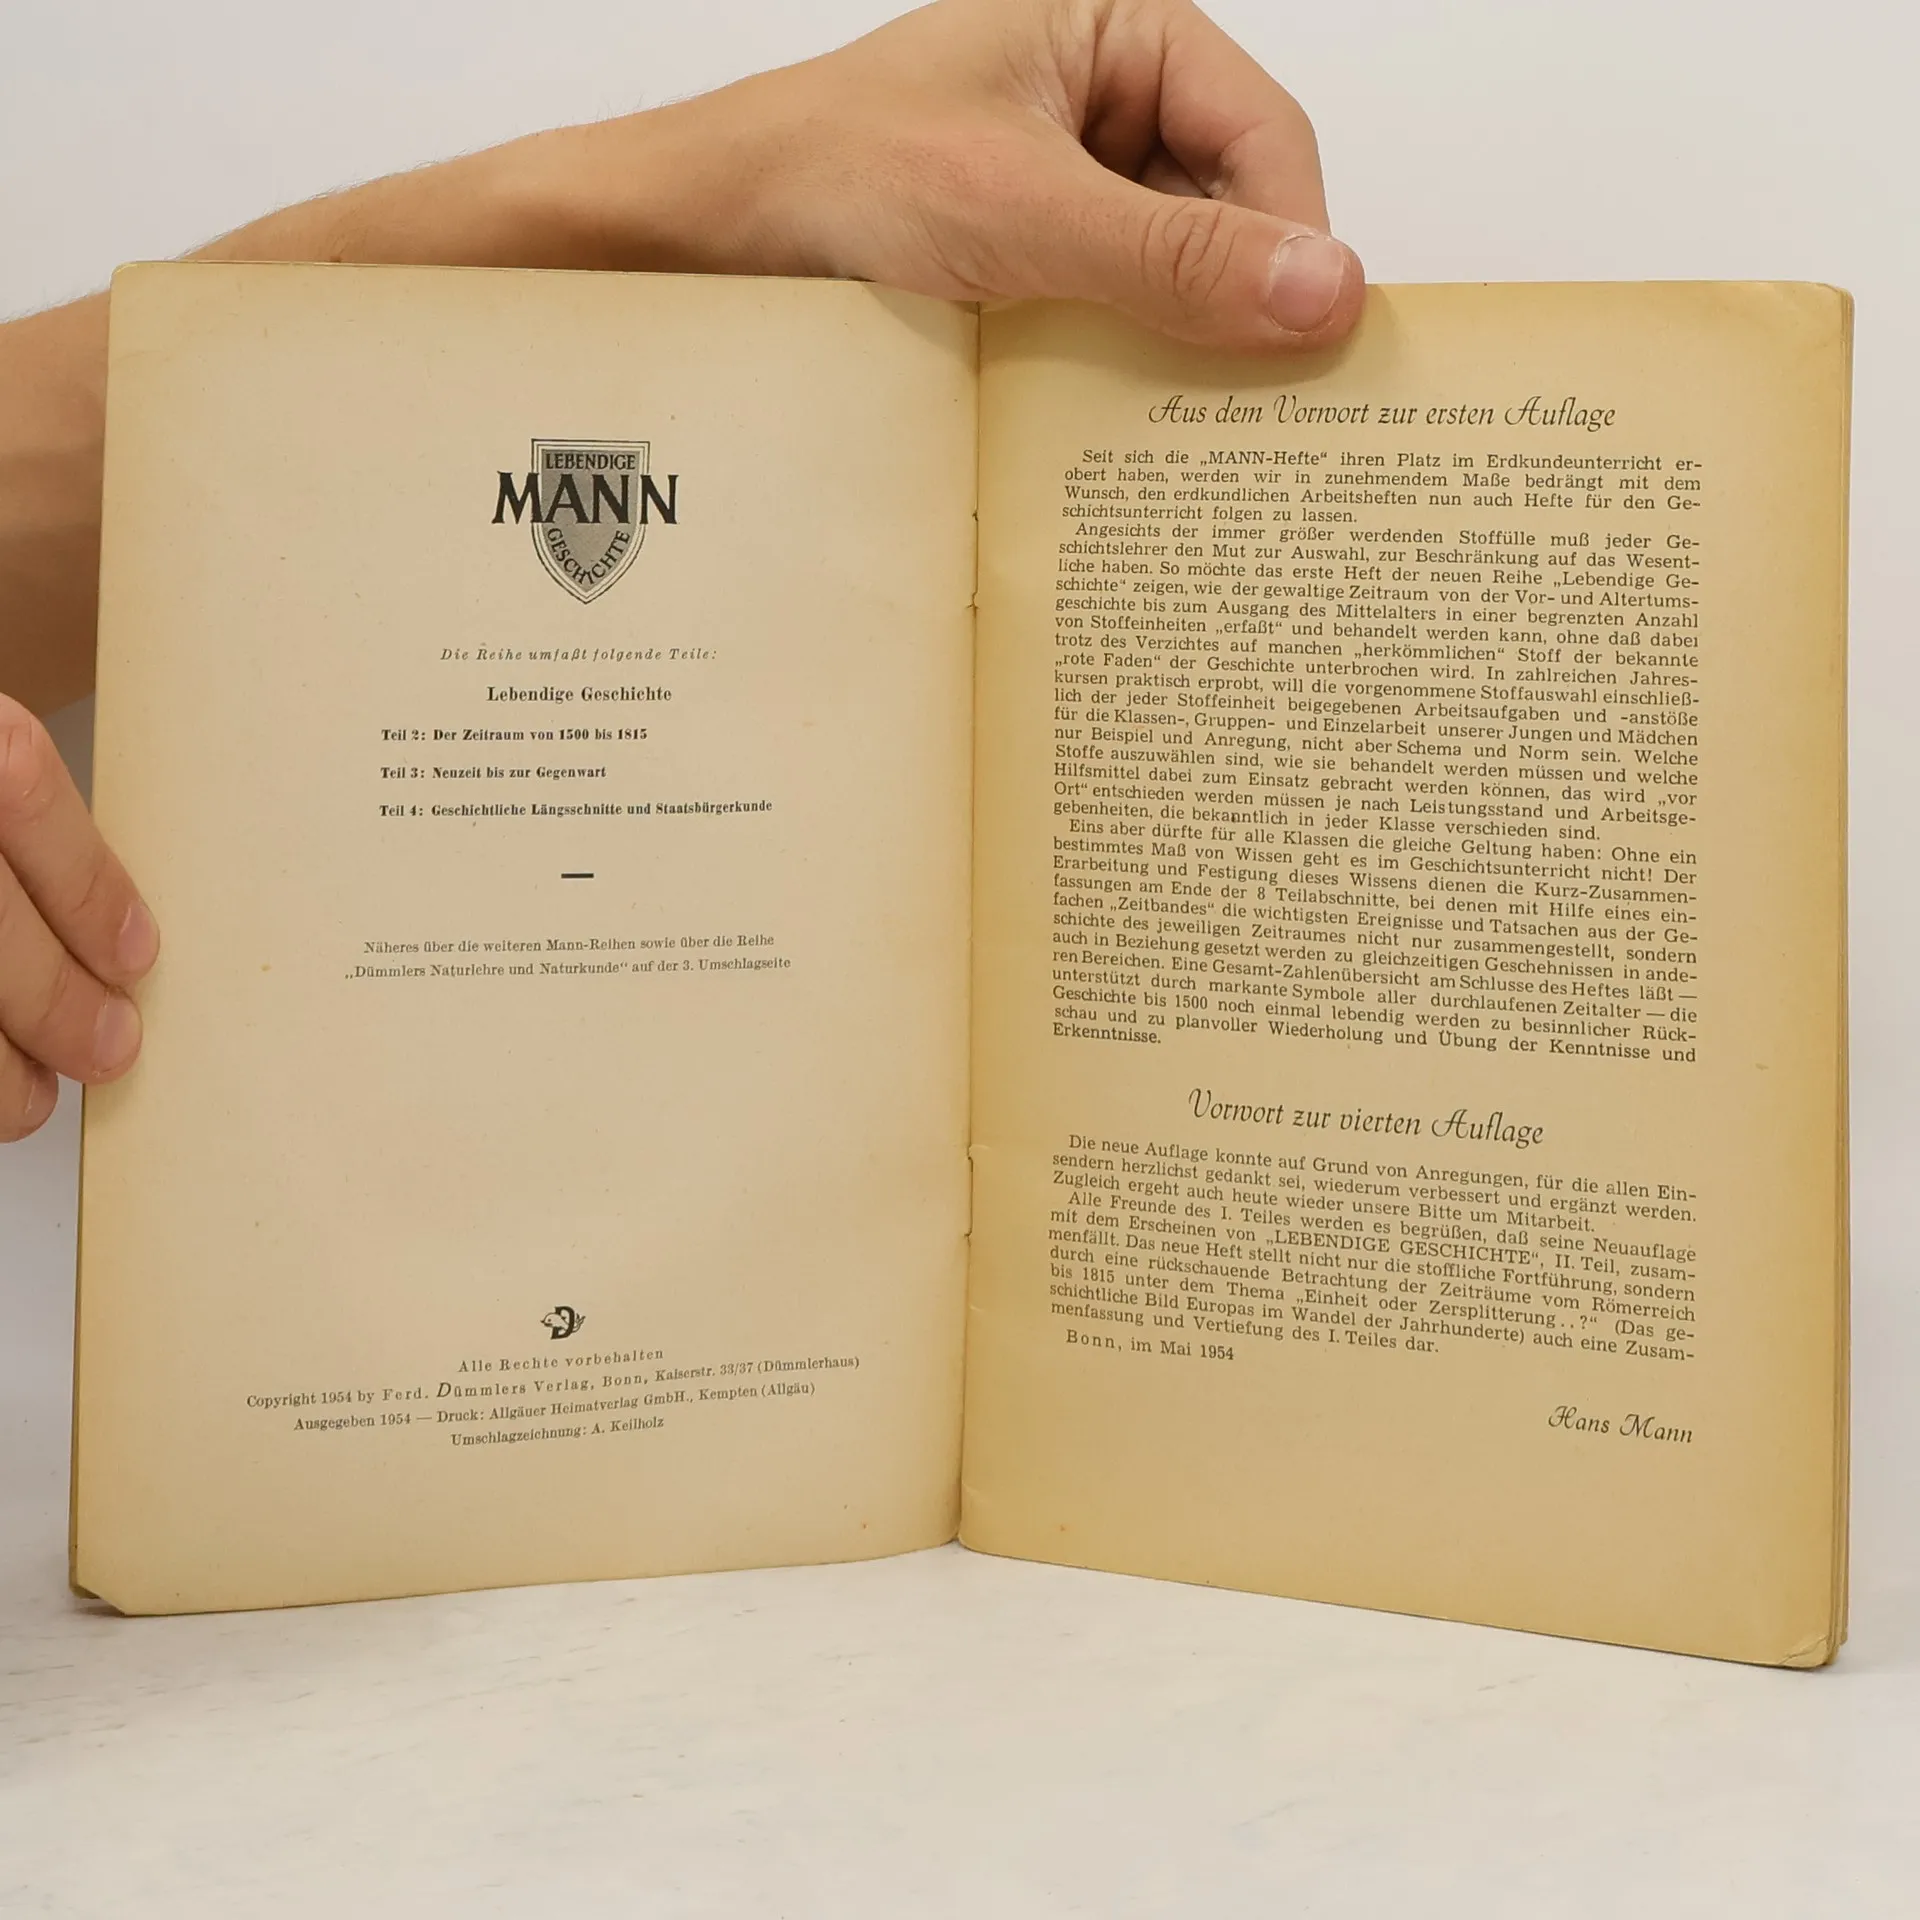 LEBENDIGE
MANN
GESCHICHTE
Die Reihe umfaßt folgende Teile:
Lebendige Geschichte
Teil 2: Der Zeitraum von 1500 bis 1815
Teil 3: Neuzeit bis zur Gegenwart
Teil 4: Geschichtliche Längsschnitte und Staatsbürgerkunde
Näheres über die weiteren Mann-Reihen sowie über die Reihe
„Dümmlers Naturlehre und Naturkunde“ auf der 3. Umschlagseite
D
Alle Rechte vorbehalten
Copyright 1954 by Ferd. Dümmlers Verlag, Bonn, Kaiserstr. 33/37 (Dümmlerhaus)
Ausgegeben 1954 — Druck: Allgäuer Heimatverlag GmbH., Kempten (Allgäu)
Umschlagzeichnung: A. Keilholz
Aus dem Vorwort zur ersten Auflage
Seit sich die „MANN-Hefte“ ihren Platz im Erdkundeunterricht er-
obert haben, werden wir in zunehmendem Maße bedrängt mit dem
Wunsch, den erdkundlichen Arbeitsheften nun auch Hefte für den Ge-
schichtsunterricht folgen zu lassen.
Angesichts der immer größer werdenden Stoffülle muß jeder Ge-
schichtslehrer den Mut zur Auswahl, zur Beschränkung auf das Wesent-
liche haben. So möchte das erste Heft der neuen Reihe „Lebendige Ge-
schichte“ zeigen, wie der gewaltige Zeitraum von der Vor- und Altertums-
geschichte bis zum Ausgang des Mittelalters in einer begrenzten Anzahl
von Stoffeinheiten „erfaßt“ und behandelt werden kann, ohne daß dabei
trotz des Verzichtes auf manchen „herkömmlichen“ Stoff der bekannte
„rote Faden“ der Geschichte unterbrochen wird. In zahlreichen Jahres-
kursen praktisch erprobt, will die vorgenommene Stoffauswahl einschließ-
lich der jeder Stoffeinheit beigegebenen Arbeitsaufgaben und -anstöße
für die Klassen-, Gruppen- und Einzelarbeit unserer Jungen und Mädchen
nur Beispiel und Anregung, nicht aber Schema und Norm sein. Welche
Stoffe auszuwählen sind, wie sie behandelt werden müssen und welche
Hilfsmittel dabei zum Einsatz gebracht werden können, das wird „vor
Ort“ entschieden werden müssen je nach Leistungsstand und Arbeitsge-
gebenheiten, die bekanntlich in jeder Klasse verschieden sind.
Eins aber dürfte für alle Klassen die gleiche Geltung haben: Ohne ein
bestimmtes Maß von Wissen geht es im Geschichtsunterricht nicht! Der
Erarbeitung und Festigung dieses Wissens dienen die Kurz-Zusammen-
fassungen am Ende der 8 Teilabschnitte, bei denen mit Hilfe eines ein-
fachen „Zeitbandes“ die wichtigsten Ereignisse und Tatsachen aus der Ge-
schichte des jeweiligen Zeitraumes nicht nur zusammengestellt, sondern
auch in Beziehung gesetzt werden zu gleichzeitigen Geschehnissen in ande-
ren Bereichen. Eine Gesamt-Zahlenübersicht am Schlusse des Heftes läßt —
unterstützt durch markante Symbole aller durchlaufenen Zeitalter — die
Geschichte bis 1500 noch einmal lebendig werden zu besinnlicher Rück-
schau und zu planvoller Wiederholung und Übung der Kenntnisse und
Erkenntnisse.
Vorwort zur vierten Auflage
Die neue Auflage konnte auf Grund von Anregungen, für die allen Ein-
sendern herzlichst gedankt sei, wiederum verbessert und ergänzt werden.
Zugleich ergeht auch heute wieder unsere Bitte um Mitarbeit.
Alle Freunde des I. Teiles werden es begrüßen, daß seine Neuauflage
mit dem Erscheinen von „LEBENDIGE GESCHICHTE“, II. Teil, zusam-
menfällt. Das neue Heft stellt nicht nur die stoffliche Fortführung, sondern
durch eine rückschauende Betrachtung der Zeiträume vom Römerreich
bis 1815 unter dem Thema „Einheit oder Zersplitterung . . ?“ (Das ge-
schichtliche Bild Europas im Wandel der Jahrhunderte) auch eine Zusam-
menfassung und Vertiefung des I. Teiles dar.
Bonn, im Mai 1954
Hans Mann